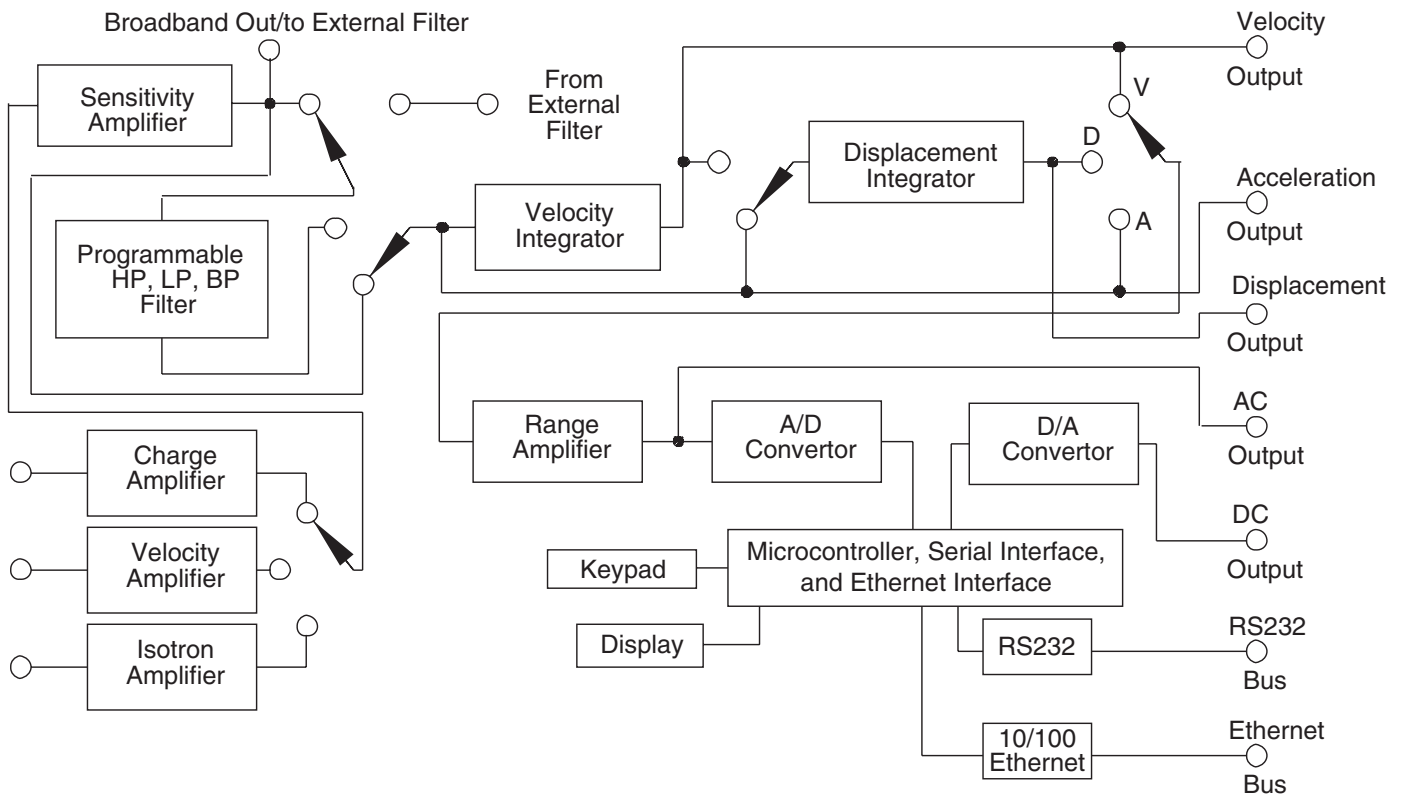 Broadband Out/to External Filter
Sensitivity
Amplifier
From
External
Filter
Velocity
Output
V
D
Displacement
Integrator
Velocity
Integrator
Acceleration
Output
A
Programmable
HP, LP, BP
Filter
Displacement
Output
Range
Amplifier
A/D
Convertor
D/A
Convertor
AC
Output
Charge
Amplifier
DC
Output
Velocity
Amplifier
Keypad
Microcontroller, Serial Interface,
and Ethernet Interface
Isotron
Amplifier
Display
RS232
RS232
Bus
10/100
Ethernet
Ethernet
Bus